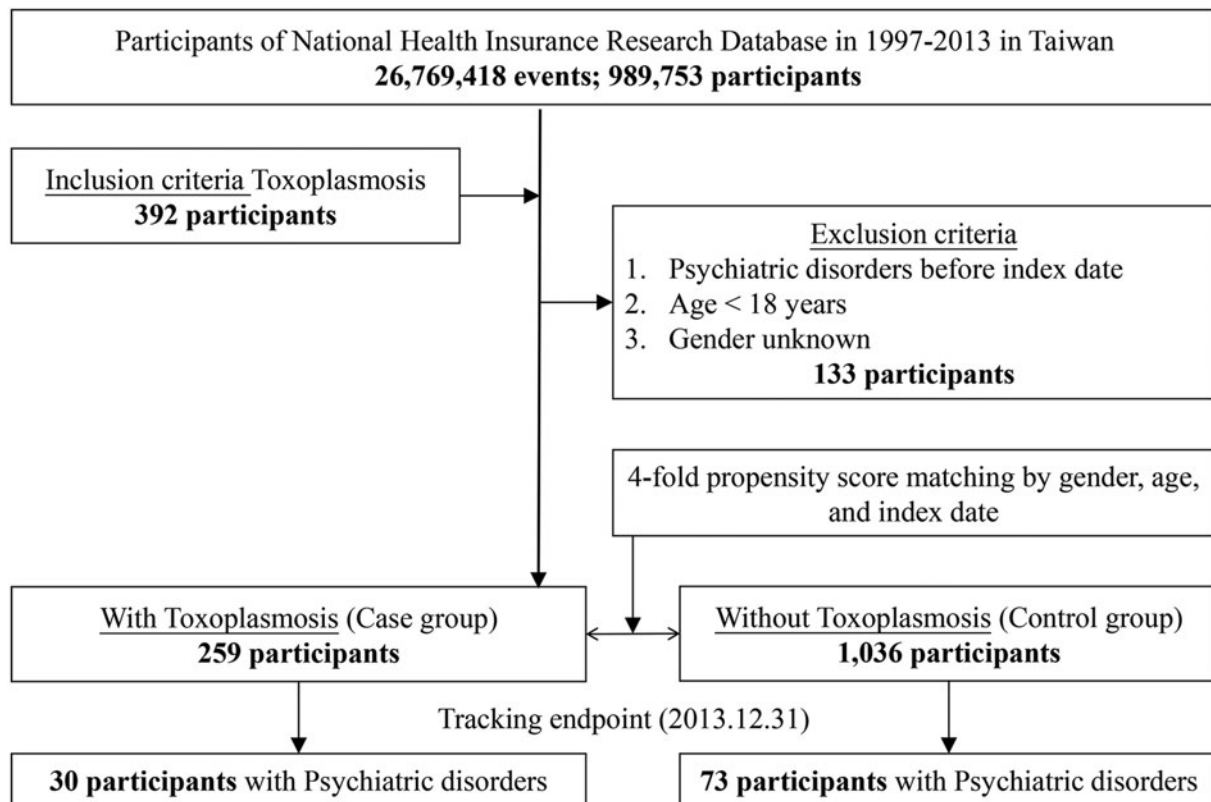 Participants of National Health Insurance Research Database in 1997-2013 in Taiwan
26,769,418 events; 989,753 participants
Inclusion criteria Toxoplasmosis
392 participants
Exclusion criteria
1. Psychiatric disorders before index date
2. Age < 18 years
3. Gender unknown
133 participants
4-fold propensity score matching by gender, age,
and index date
With Toxoplasmosis (Case group)
259 participants
Without Toxoplasmosis (Control group)
1,036 participants
Tracking endpoint (2013.12.31)
30 participants with Psychiatric disorders
73 participants with Psychiatric disorders